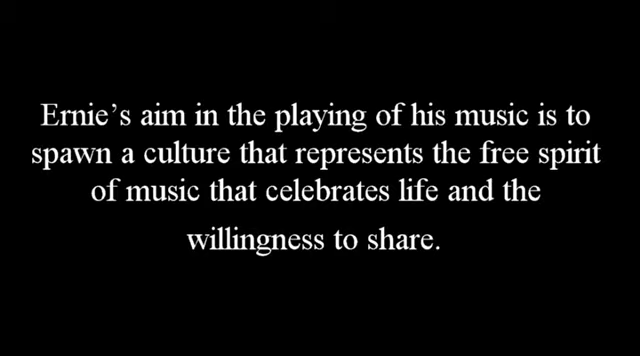 Ernie’s aim in the playing of his music is to
spawn a culture that represents the free spirit
of music that celebrates life and the
willingness to share.